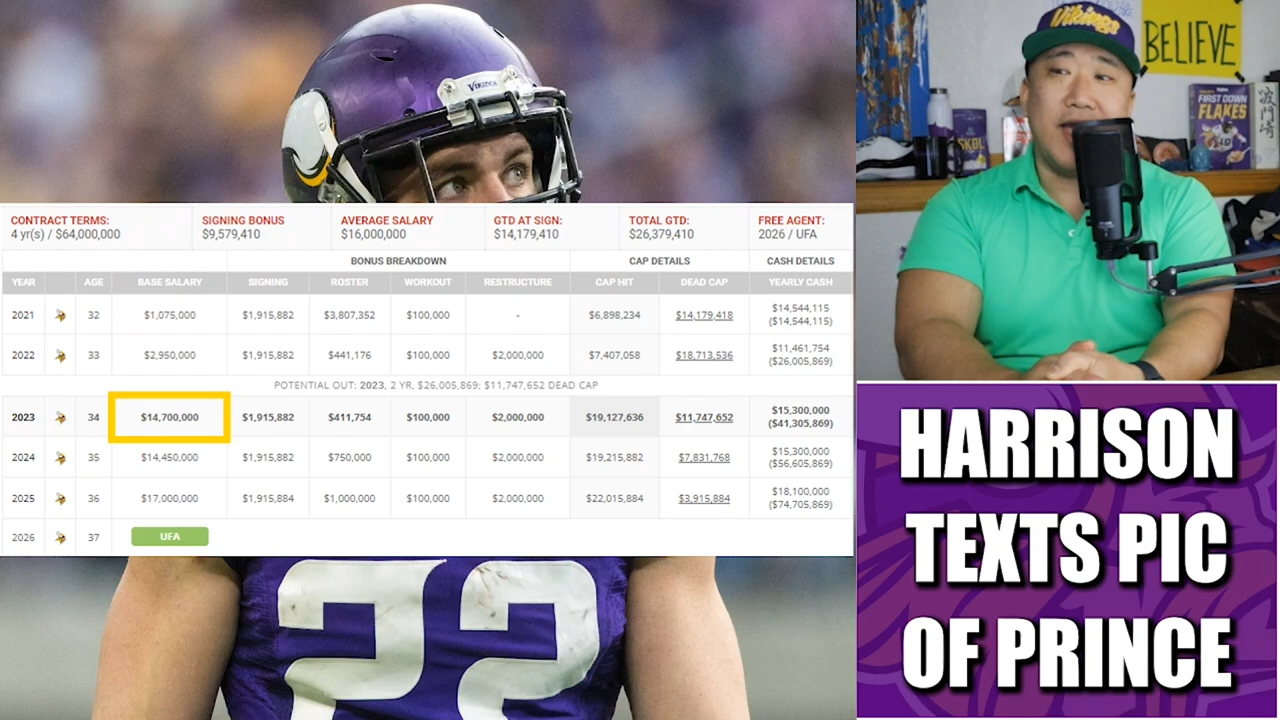 VIKINGS
CONTRACT TERMS: SIGNING BONUS AVERAGE SALARY GTD AT SIGN: TOTAL GTD: FREE AGENT:
4 yr(s) / $64,000,000 $9,579,410 $16,000,000 $14,179,410 $26,379,410 2026 / UFA
BONUS BREAKDOWN CAP DETAILS CASH DETAILS
YEAR AGE BASE SALARY SIGNING ROSTER WORKOUT RESTRUCTURE CAP HIT DEAD CAP YEARLY CASH
2021 32 $1,075,000 $1,915,882 $3,807,352 $100,000 - $6,898,234 $14,179,418 $14,544,115
($14,544,115)
2022 33 $2,950,000 $1,915,882 $441,176 $100,000 $2,000,000 $7,407,058 $18,713,536 $11,461,754
($26,005,869)
POTENTIAL OUT: 2023, 2 YR, $26,005,869; $11,747,652 DEAD CAP
2023 34 $14,700,000 $1,915,882 $411,754 $100,000 $2,000,000 $19,127,636 $11,747,652 $15,300,000
($41,305,869)
2024 35 $14,450,000 $1,915,882 $750,000 $100,000 $2,000,000 $19,215,882 $7,831,768 $15,300,000
($56,605,869)
2025 36 $17,000,000 $1,915,884 $1,000,000 $100,000 $2,000,000 $22,015,884 $3,915,884 $18,100,000
($74,705,869)
2026 37 UFA
22
Vikings
BELIEVE
FIRST DOWN
FLAKES
SKOL
波
門
崎
HARRISON
TEXTS PIC
OF PRINCE